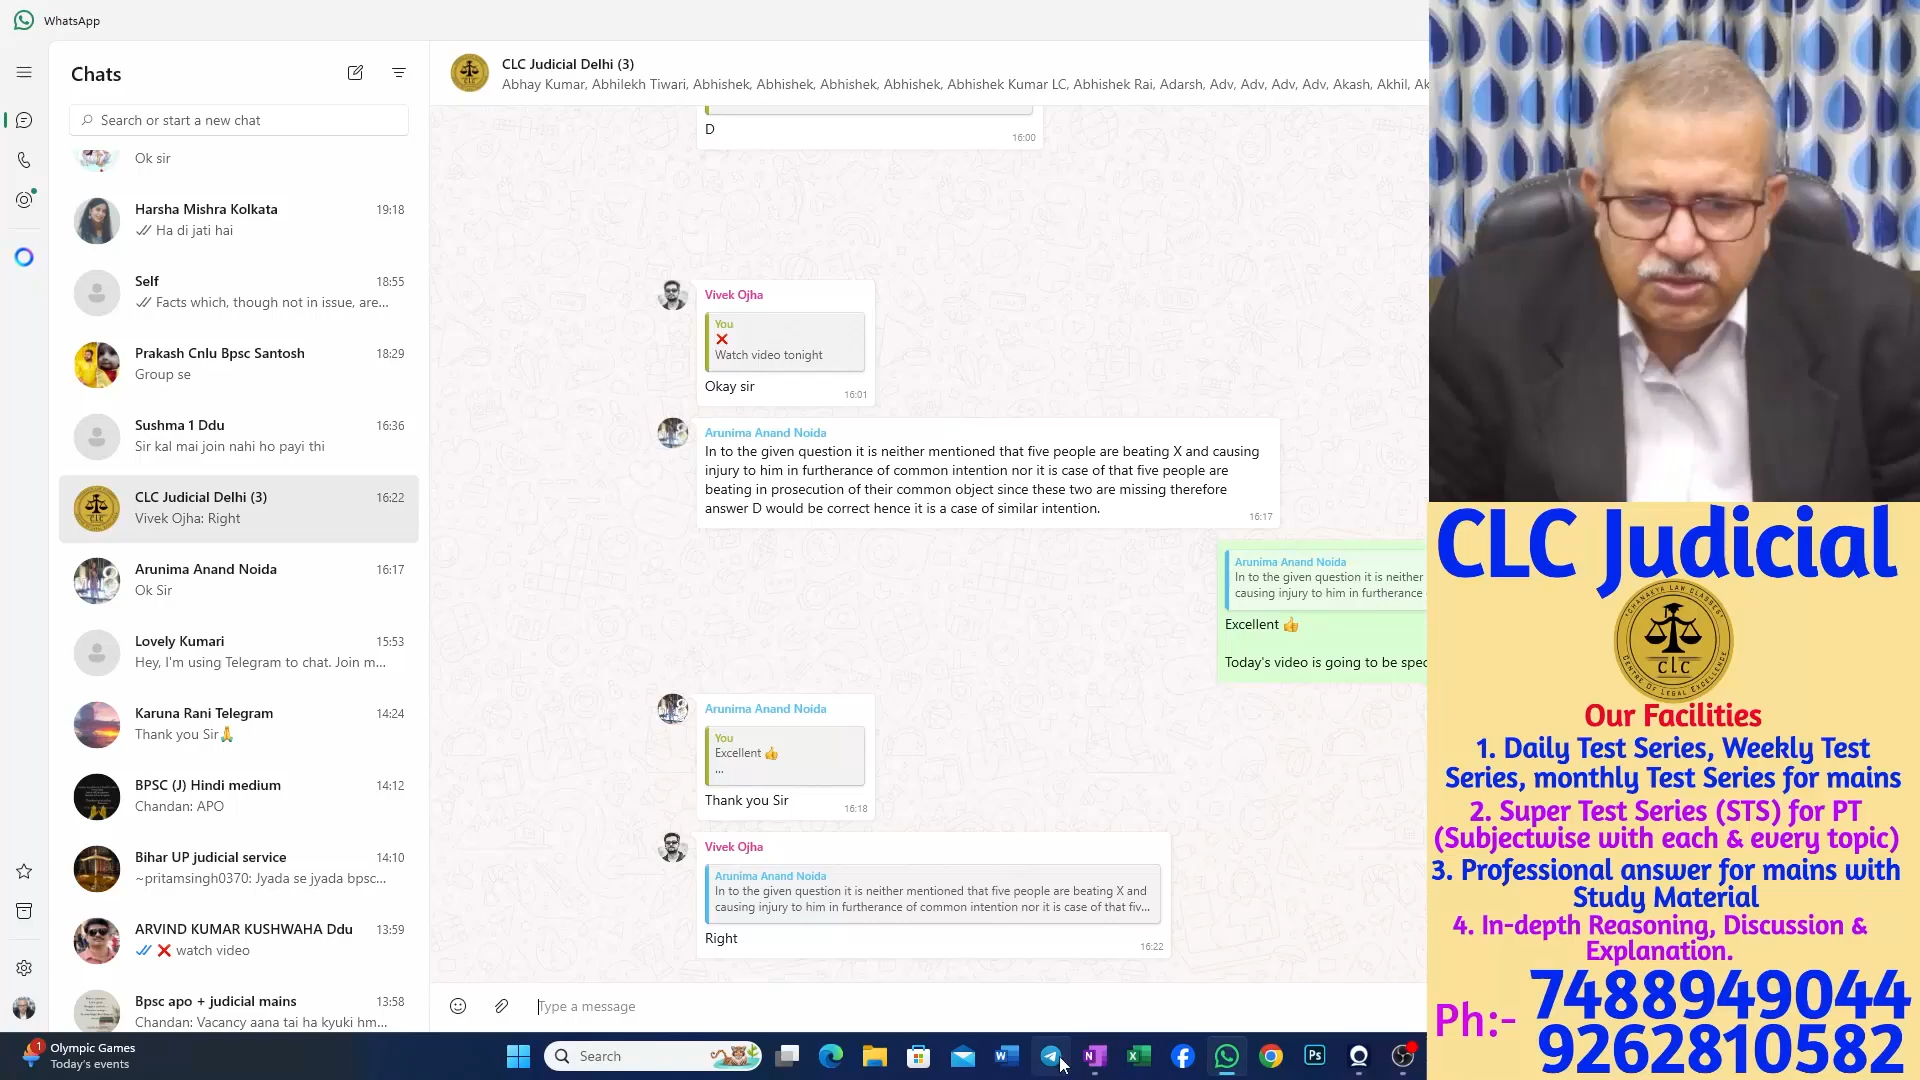 WhatsApp
Chats
Search or start a new chat
Ok sir
Harsha Mishra Kolkata 19:18
Ha di jati hai
Self 18:55
Facts which, though not in issue, are...
Prakash Cnlu Bpsc Santosh 18:29
Group se
Sushma 1 Ddu 16:36
Sir kal mai join nahi ho payi thi
CLC Judicial Delhi (3) 16:22
Vivek Ojha: Right
Arunima Anand Noida 16:17
Ok Sir
Lovely Kumari 15:53
Hey, I'm using Telegram to chat. Join m...
Karuna Rani Telegram 14:24
Thank you Sir🙏
BPSC (J) Hindi medium 14:12
Chandan: APO
Bihar UP judicial service 14:10
~pritamsingh0370: Jyada se jyada bpsc...
ARVIND KUMAR KUSHWAHA Ddu 13:59
❌ watch video
Bpsc apo + judicial mains 13:58
Chandan: Vacancy aana tai ha kyuki hm...
CLC Judicial Delhi (3)
Abhay Kumar, Abhilekh Tiwari, Abhishek, Abhishek, Abhishek, Abhishek, Abhishek Kumar LC, Abhishek Rai, Adarsh, Adv, Adv, Adv, Adv, Akash, Akhil, Ak
D
16:00
Vivek Ojha
You
❌
Watch video tonight
Okay sir
16:01
Arunima Anand Noida
In to the given question it is neither mentioned that five people are beating X and causing
injury to him in furtherance of common intention nor it is case of that five people are
beating in prosecution of their common object since these two are missing therefore
answer D would be correct hence it is a case of similar intention.
16:17
Arunima Anand Noida
In to the given question it is neither
causing injury to him in furtherance
Excellent 👍
Today's video is going to be spec
Arunima Anand Noida
You
Excellent 👍
...
Thank you Sir
16:18
Vivek Ojha
Arunima Anand Noida
In to the given question it is neither mentioned that five people are beating X and
causing injury to him in furtherance of common intention nor it is case of that fiv...
Right
16:22
Type a message
CLC Judicial
CHANAKYA LAW CLASSES
clc
CENTRE OF LEGAL EXCELLENCE
Our Facilities
1. Daily Test Series, Weekly Test
Series, monthly Test Series for mains
2. Super Test Series (STS) for PT
(Subjectwise with each & every topic)
3. Professional answer for mains with
Study Material
4. In-depth Reasoning, Discussion &
Explanation.
Ph:- 7488949044
9262810582
1
Olympic Games
Today's events
Search